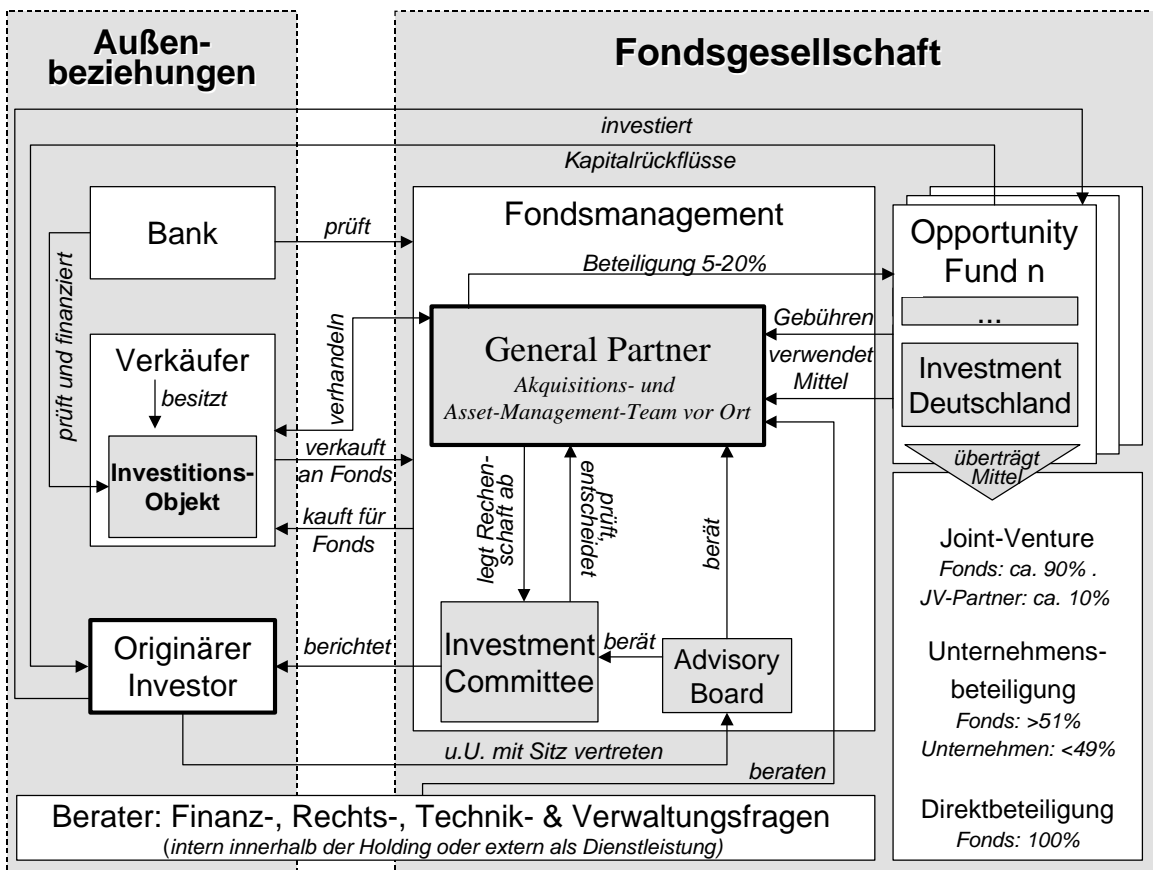 Außen-
beziehungen
Fondsgesellschaft
investiert
Kapitalrückflüsse
Bank
prüft
prüft und finanziert
Verkäufer
besitzt
Investitions-
Objekt
verhandeln
verkauft
an Fonds
kauft für
Fonds
Originärer
Investor
berichtet
Fondsmanagement
Beteiligung 5-20%
General Partner
Akquisitions- und
Asset-Management-Team vor Ort
Gebühren
verwendet
Mittel
legt Rechen-
schaft ab
prüft,
entscheidet
berät
Investment
Committee
berät
Advisory
Board
u.U. mit Sitz vertreten
beraten
Opportunity
Fund n
...
Investment
Deutschland
überträgt
Mittel
Joint-Venture
Fonds: ca. 90% .
JV-Partner: ca. 10%
Unternehmens-
beteiligung
Fonds: >51%
Unternehmen: <49%
Direktbeteiligung
Fonds: 100%
Berater: Finanz-, Rechts-, Technik- & Verwaltungsfragen
(intern innerhalb der Holding oder extern als Dienstleistung)